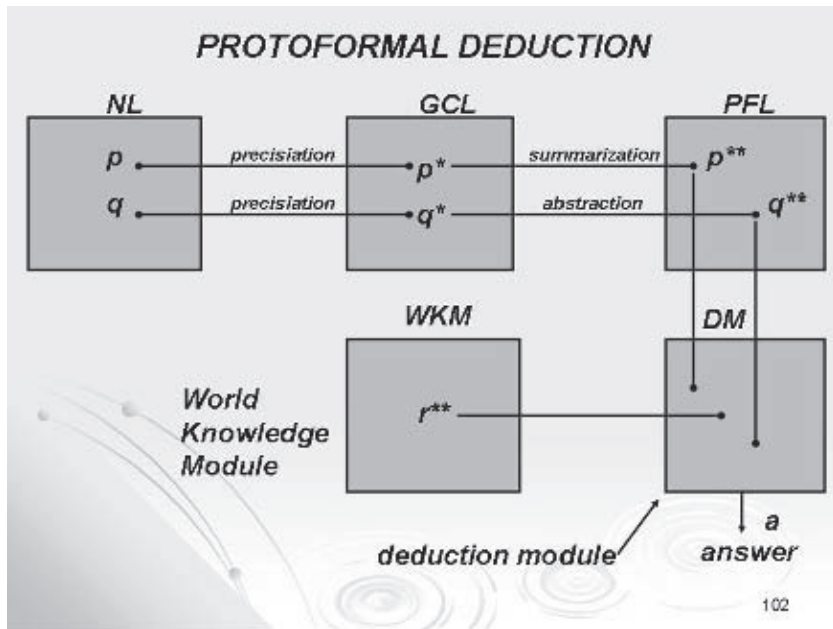 PROTOFORMAL DEDUCTION
NL GCL PFL
p precisiation p* summarization p**
q precisiation q* abstraction q**
WKM DM
World
Knowledge
Module
r**
deduction module
a
answer
102